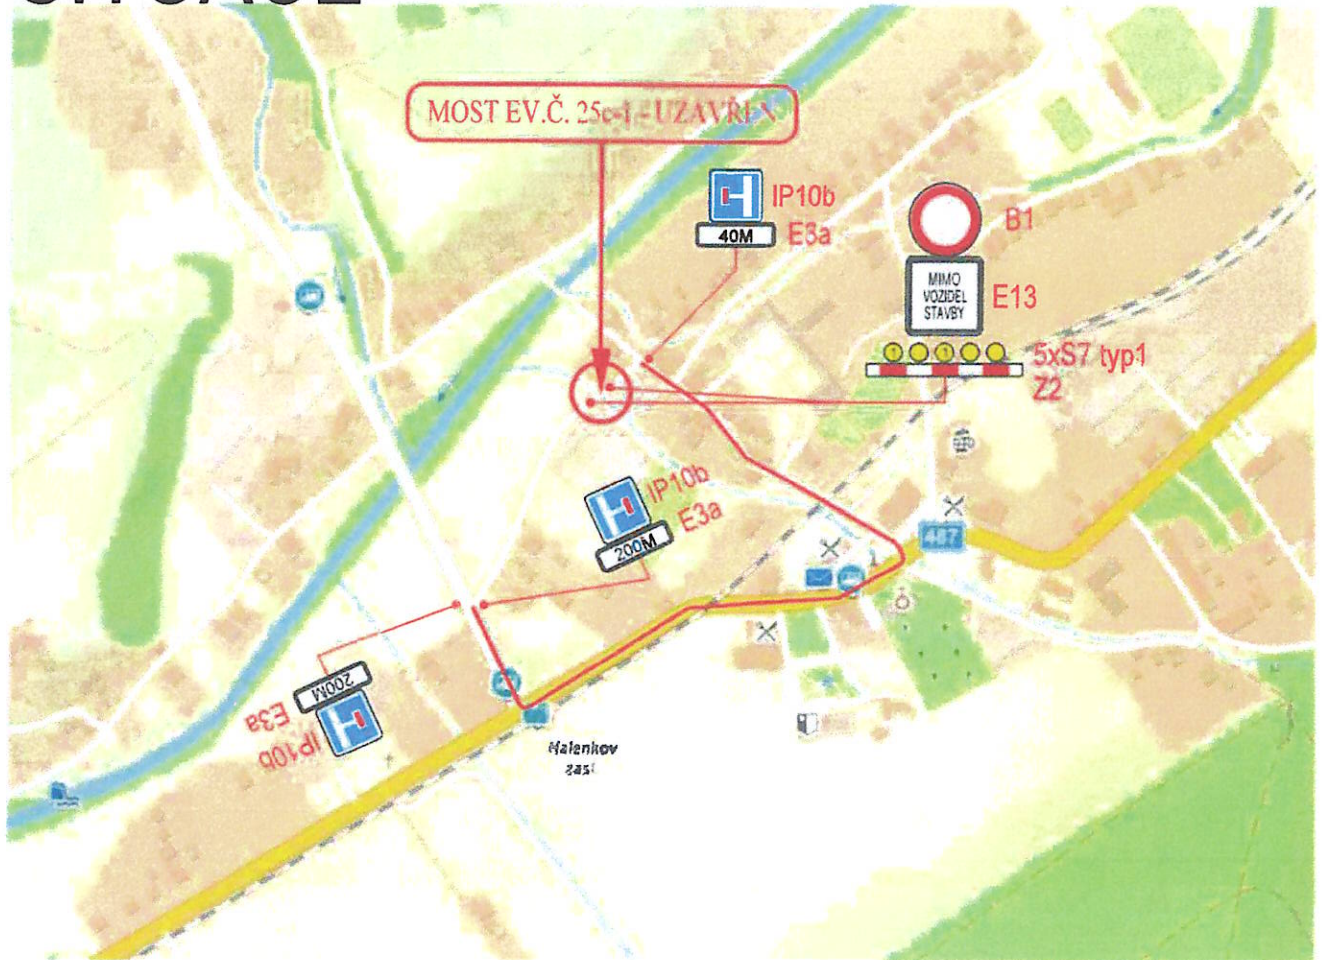 MOST EV.Č. 25c-1 - UZAVŘEN
IP10b
40M
E3a
B1
MIMO
VOZIDEL
STAVBY
E13
5xS7 typ1
Z2
IP10b
E3a
200M
487
200M
E3a
IP10b
Halenkov
zast